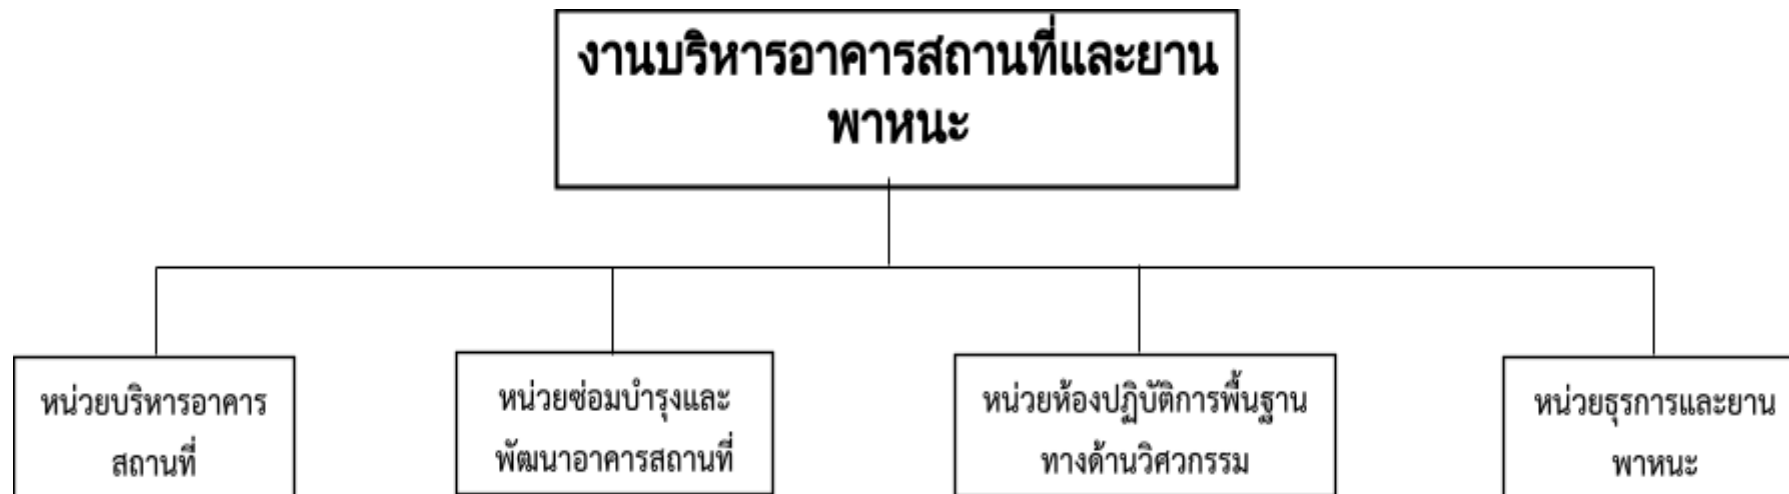 งานบริหารอาคารสถานที่และยาน
พาหนะ
หน่วยบริหารอาคาร
สถานที่
หน่วยซ่อมบำรุงและ
พัฒนาอาคารสถานที่
หน่วยห้องปฏิบัติการพื้นฐาน
ทางด้านวิศวกรรม
หน่วยธุรการและยาน
พาหนะ